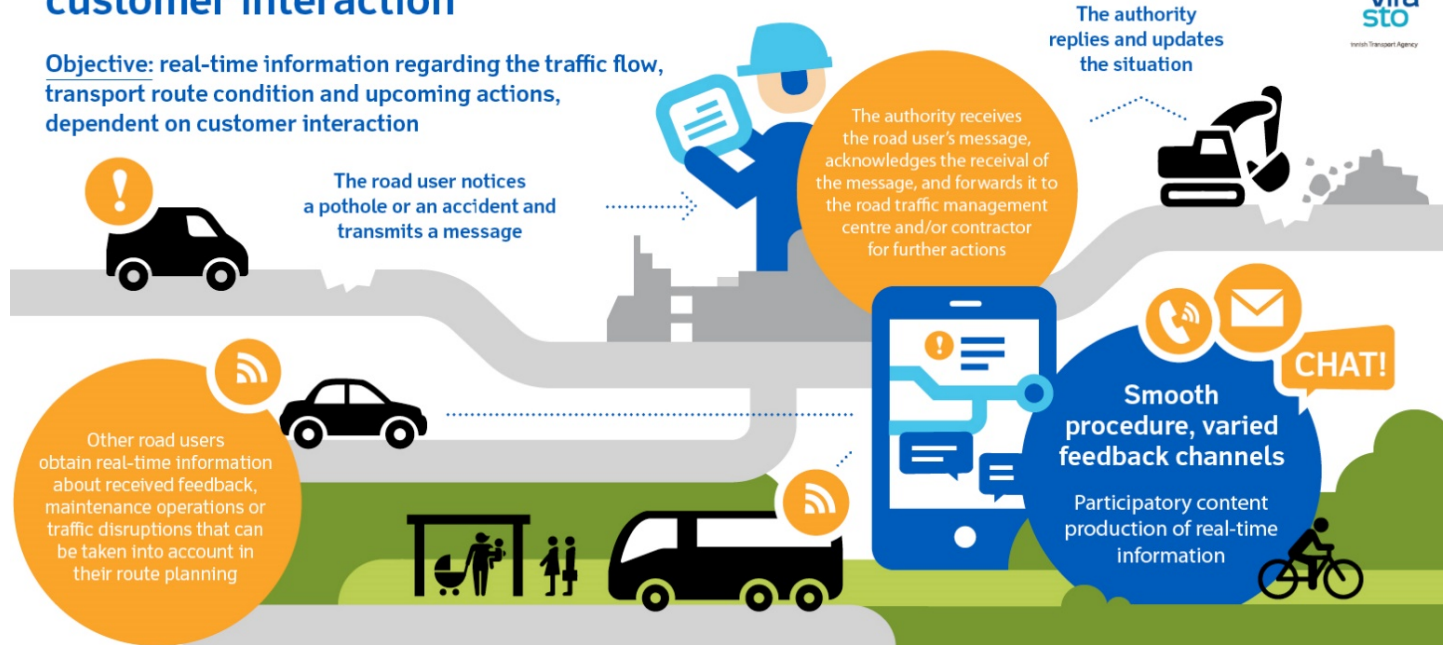 customer interaction
Objective: real-time information regarding the traffic flow,
transport route condition and upcoming actions,
dependent on customer interaction
The authority
replies and updates
the situation
sto
The road user notices
a pothole or an accident and
transmits a message
The authority receives
the road user's message,
acknowledges the receival of
the message, and forwards it to
the road traffic management
centre and/or contractor
for further actions
CHAT!
Smooth
procedure, varied
feedback channels
Participatory content
production of real-time
information
Other road users
obtain real-time information
about received feedback,
maintenance operations or
traffic disruptions that can
be taken into account in
their route planning